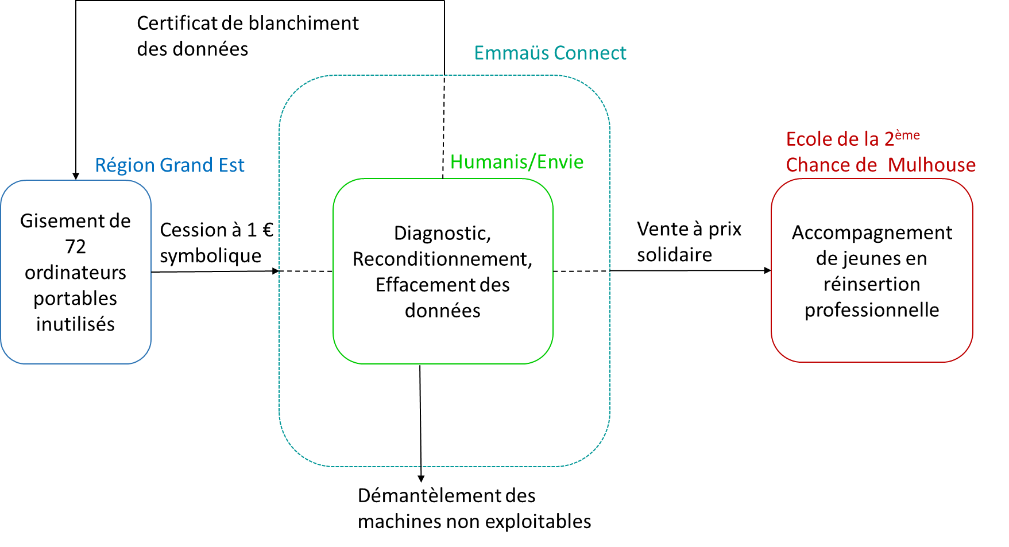 Certificat de blanchiment
des données
Emmaüs Connect
Région Grand Est
Humanis/Envie
Ecole de la 2ème
Chance de Mulhouse
Gisement de
72
ordinateurs
portables
inutilisés
Cession à 1 €
symbolique
Diagnostic,
Reconditionnement,
Effacement des
données
Vente à prix
solidaire
Accompagnement
de jeunes en
réinsertion
professionnelle
Démantèlement des
machines non exploitables